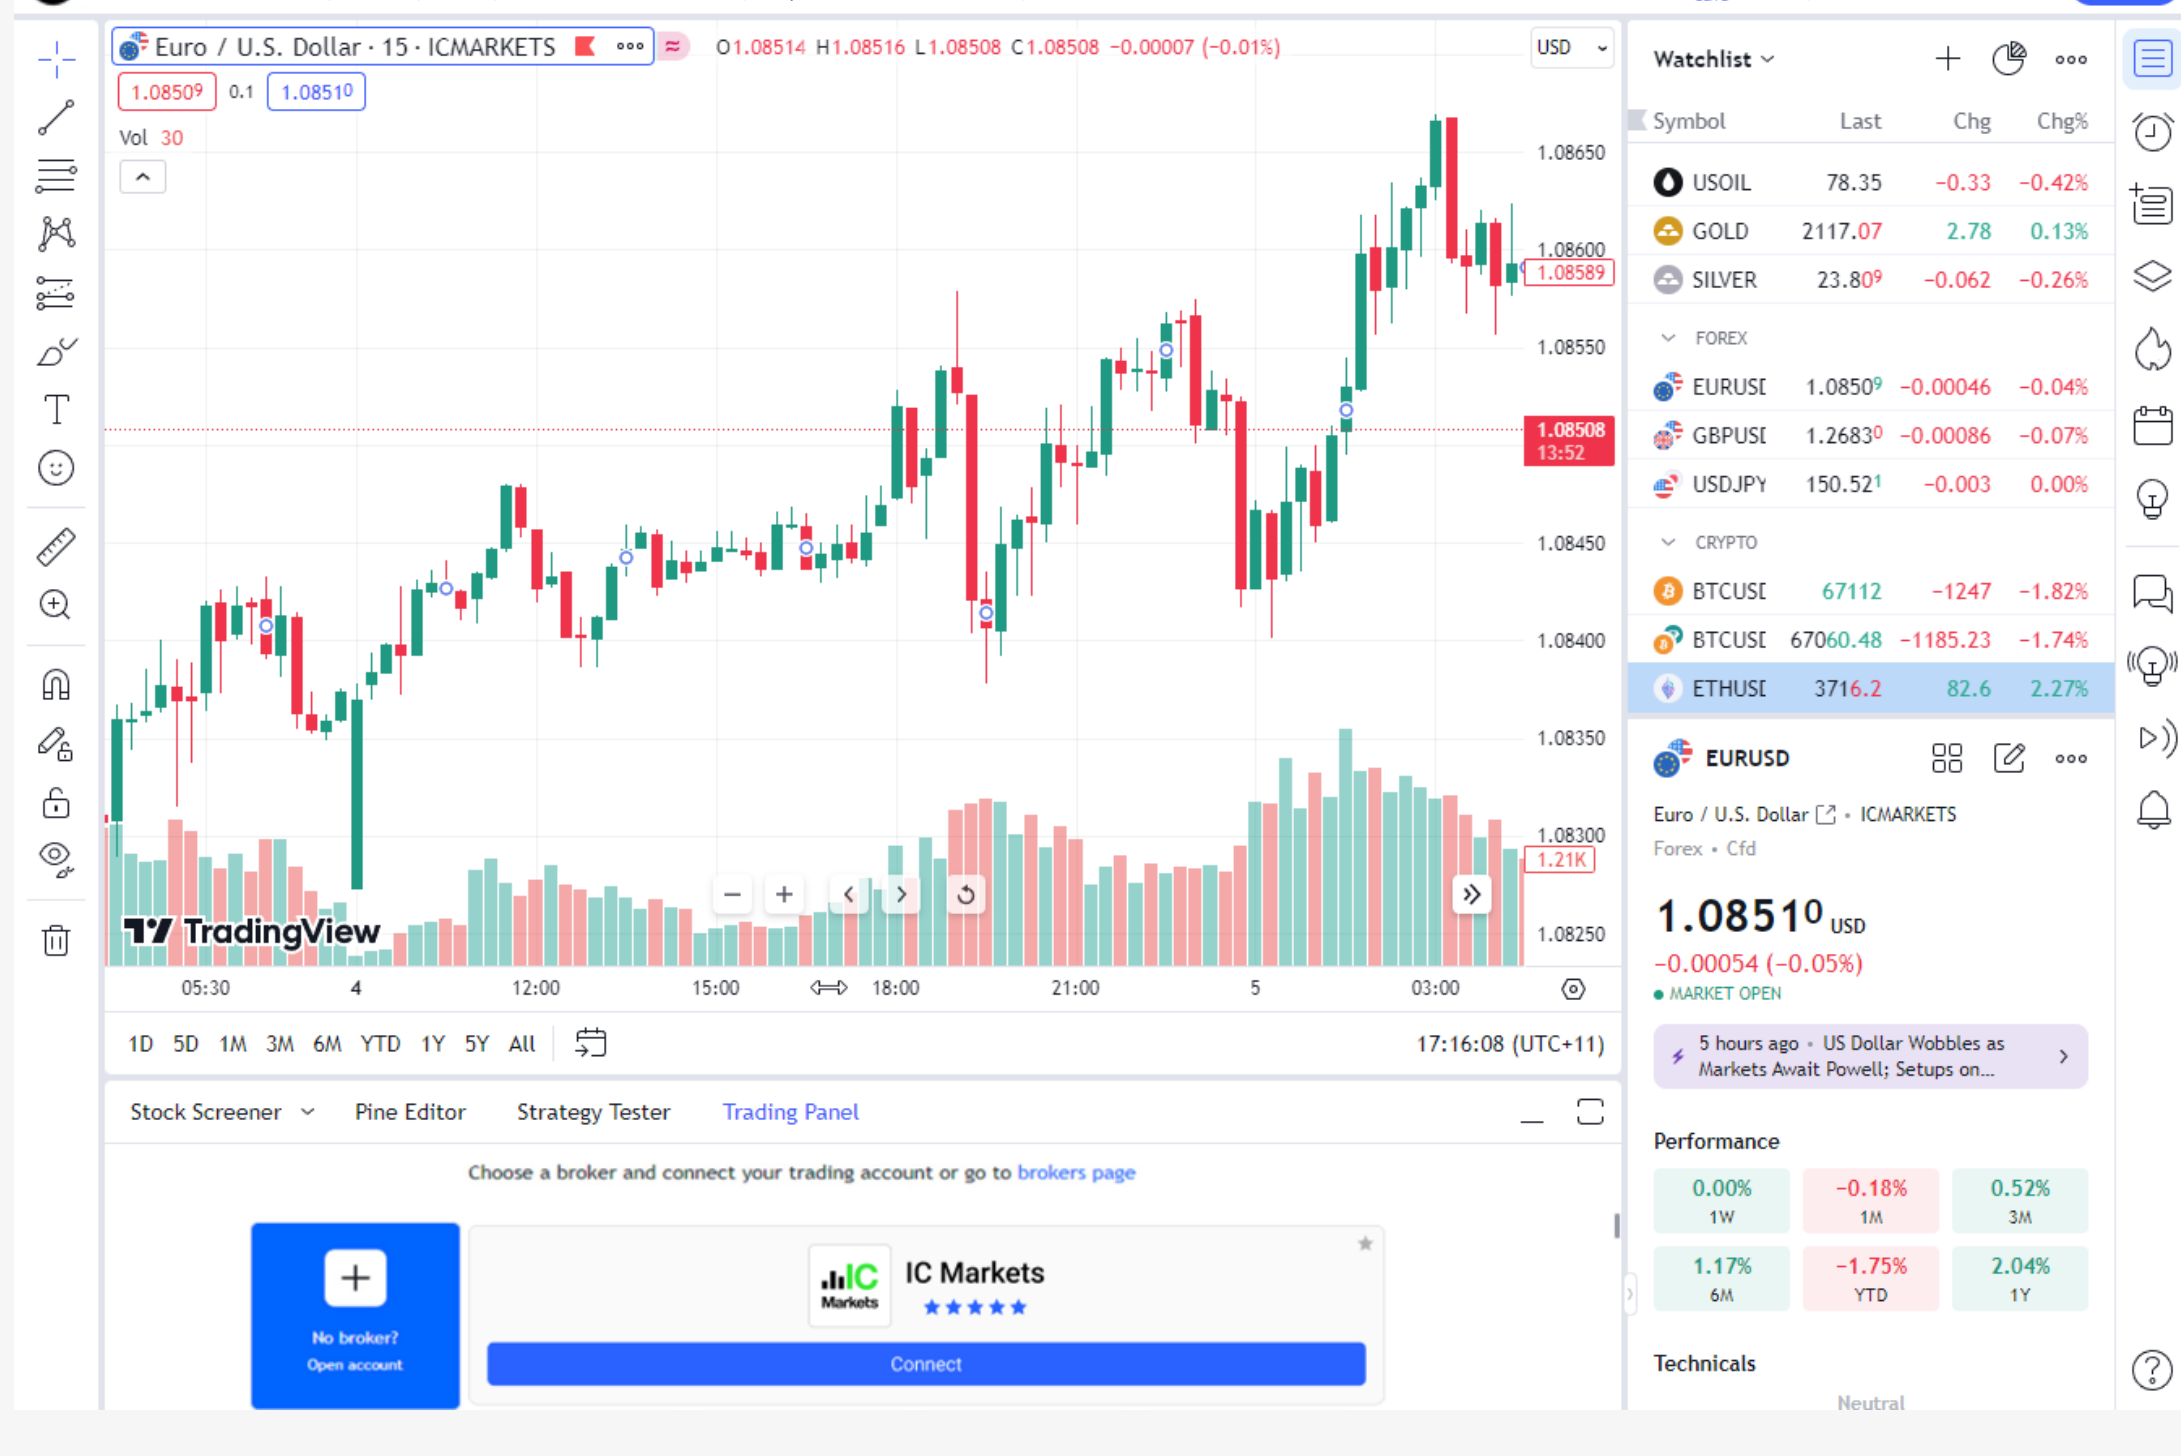 Euro / U.S. Dollar · 15 · ICMARKETS
O1.08514 H1.08516 L1.08508 C1.08508 −0.00007 (−0.01%)
USD
1.08509 0.1 1.08510
Vol 30
1.08650
1.08600
1.08589
1.08550
1.08508
13:52
1.08450
1.08400
1.08350
1.08300
1.21K
1.08250
TradingView
05:30 4 12:00 15:00 18:00 21:00 5 03:00
1D 5D 1M 3M 6M YTD 1Y 5Y All
17:16:08 (UTC+11)
Stock Screener Pine Editor Strategy Tester Trading Panel
Choose a broker and connect your trading account or go to brokers page
No broker?
Open account
IC Markets
IC
Markets
Connect
Watchlist
Symbol Last Chg Chg%
USOIL 78.35 −0.33 −0.42%
GOLD 2117.07 2.78 0.13%
SILVER 23.809 −0.062 −0.26%
FOREX
EURUSD 1.08509 −0.00046 −0.04%
GBPUSD 1.26830 −0.00086 −0.07%
USDJPY 150.521 −0.003 0.00%
CRYPTO
BTCUSD 67112 −1247 −1.82%
BTCUSD 67060.48 −1185.23 −1.74%
ETHUSD 3716.2 82.6 2.27%
EURUSD
Euro / U.S. Dollar • ICMARKETS
Forex • Cfd
1.08510 USD
−0.00054 (−0.05%)
MARKET OPEN
5 hours ago • US Dollar Wobbles as
Markets Await Powell; Setups on...
Performance
0.00% −0.18% 0.52%
1W 1M 3M
1.17% −1.75% 2.04%
6M YTD 1Y
Technicals
Neutral